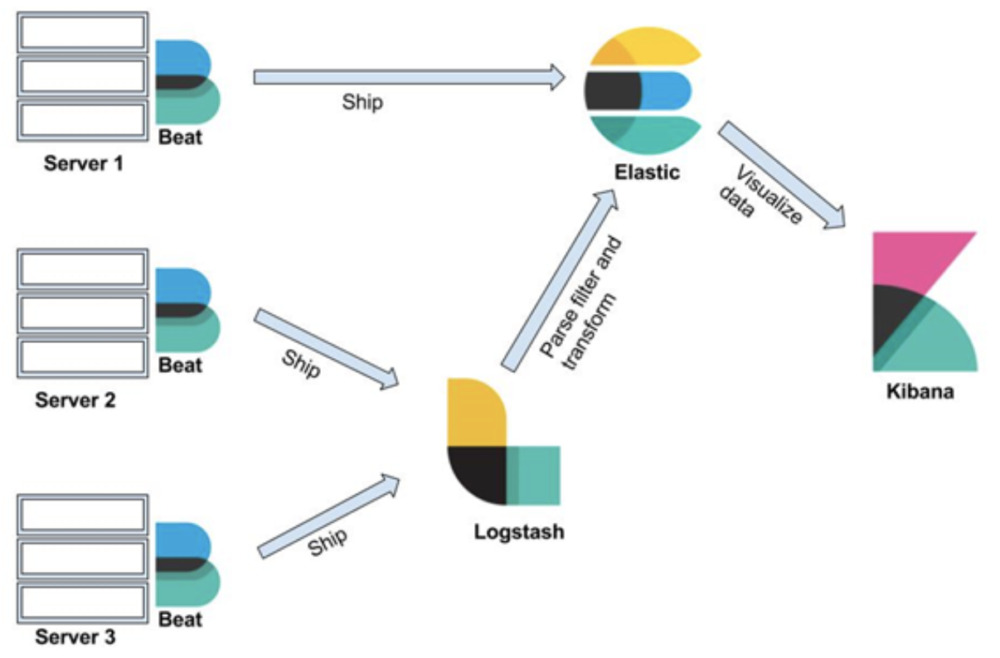 Beat
Server 1
Ship
Elastic
Visualize
data
Beat
Server 2
Ship
Parse filter and
transform
Kibana
Logstash
Beat
Server 3
Ship